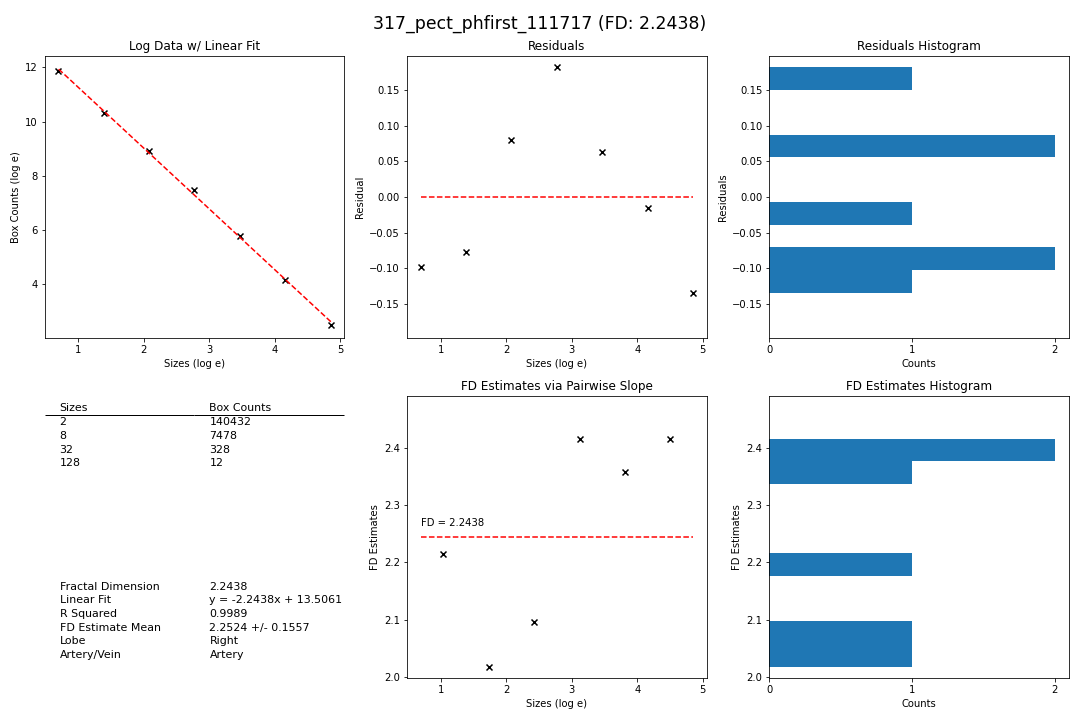 317_pect_phfirst_111717 (FD: 2.2438)
Log Data w/ Linear Fit
Box Counts (log e)
12
10
8
6
4
1 2 3 4 5
Sizes (log e)
Residuals
Residual
0.15
0.10
0.05
0.00
−0.05
−0.10
−0.15
1 2 3 4 5
Sizes (log e)
Residuals Histogram
Residuals
0.15
0.10
0.05
0.00
−0.05
−0.10
−0.15
0 1 2
Counts
Sizes Box Counts
2 140432
8 7478
32 328
128 12
Fractal Dimension 2.2438
Linear Fit y = -2.2438x + 13.5061
R Squared 0.9989
FD Estimate Mean 2.2524 +/- 0.1557
Lobe Right
Artery/Vein Artery
FD Estimates via Pairwise Slope
FD Estimates
2.4
2.3
2.2
2.1
2.0
FD = 2.2438
1 2 3 4 5
Sizes (log e)
FD Estimates Histogram
FD Estimates
2.4
2.3
2.2
2.1
2.0
0 1 2
Counts